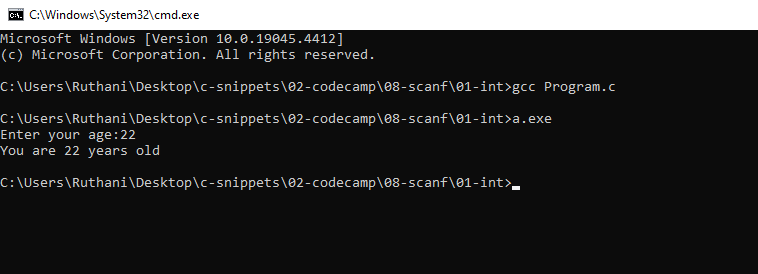 C:\Windows\System32\cmd.exe
Microsoft Windows [Version 10.0.19045.4412]
(c) Microsoft Corporation. All rights reserved.
C:\Users\Ruthani\Desktop\c-snippets\02-codecamp\08-scanf\01-int>gcc Program.c
C:\Users\Ruthani\Desktop\c-snippets\02-codecamp\08-scanf\01-int>a.exe
Enter your age:22
You are 22 years old
C:\Users\Ruthani\Desktop\c-snippets\02-codecamp\08-scanf\01-int>